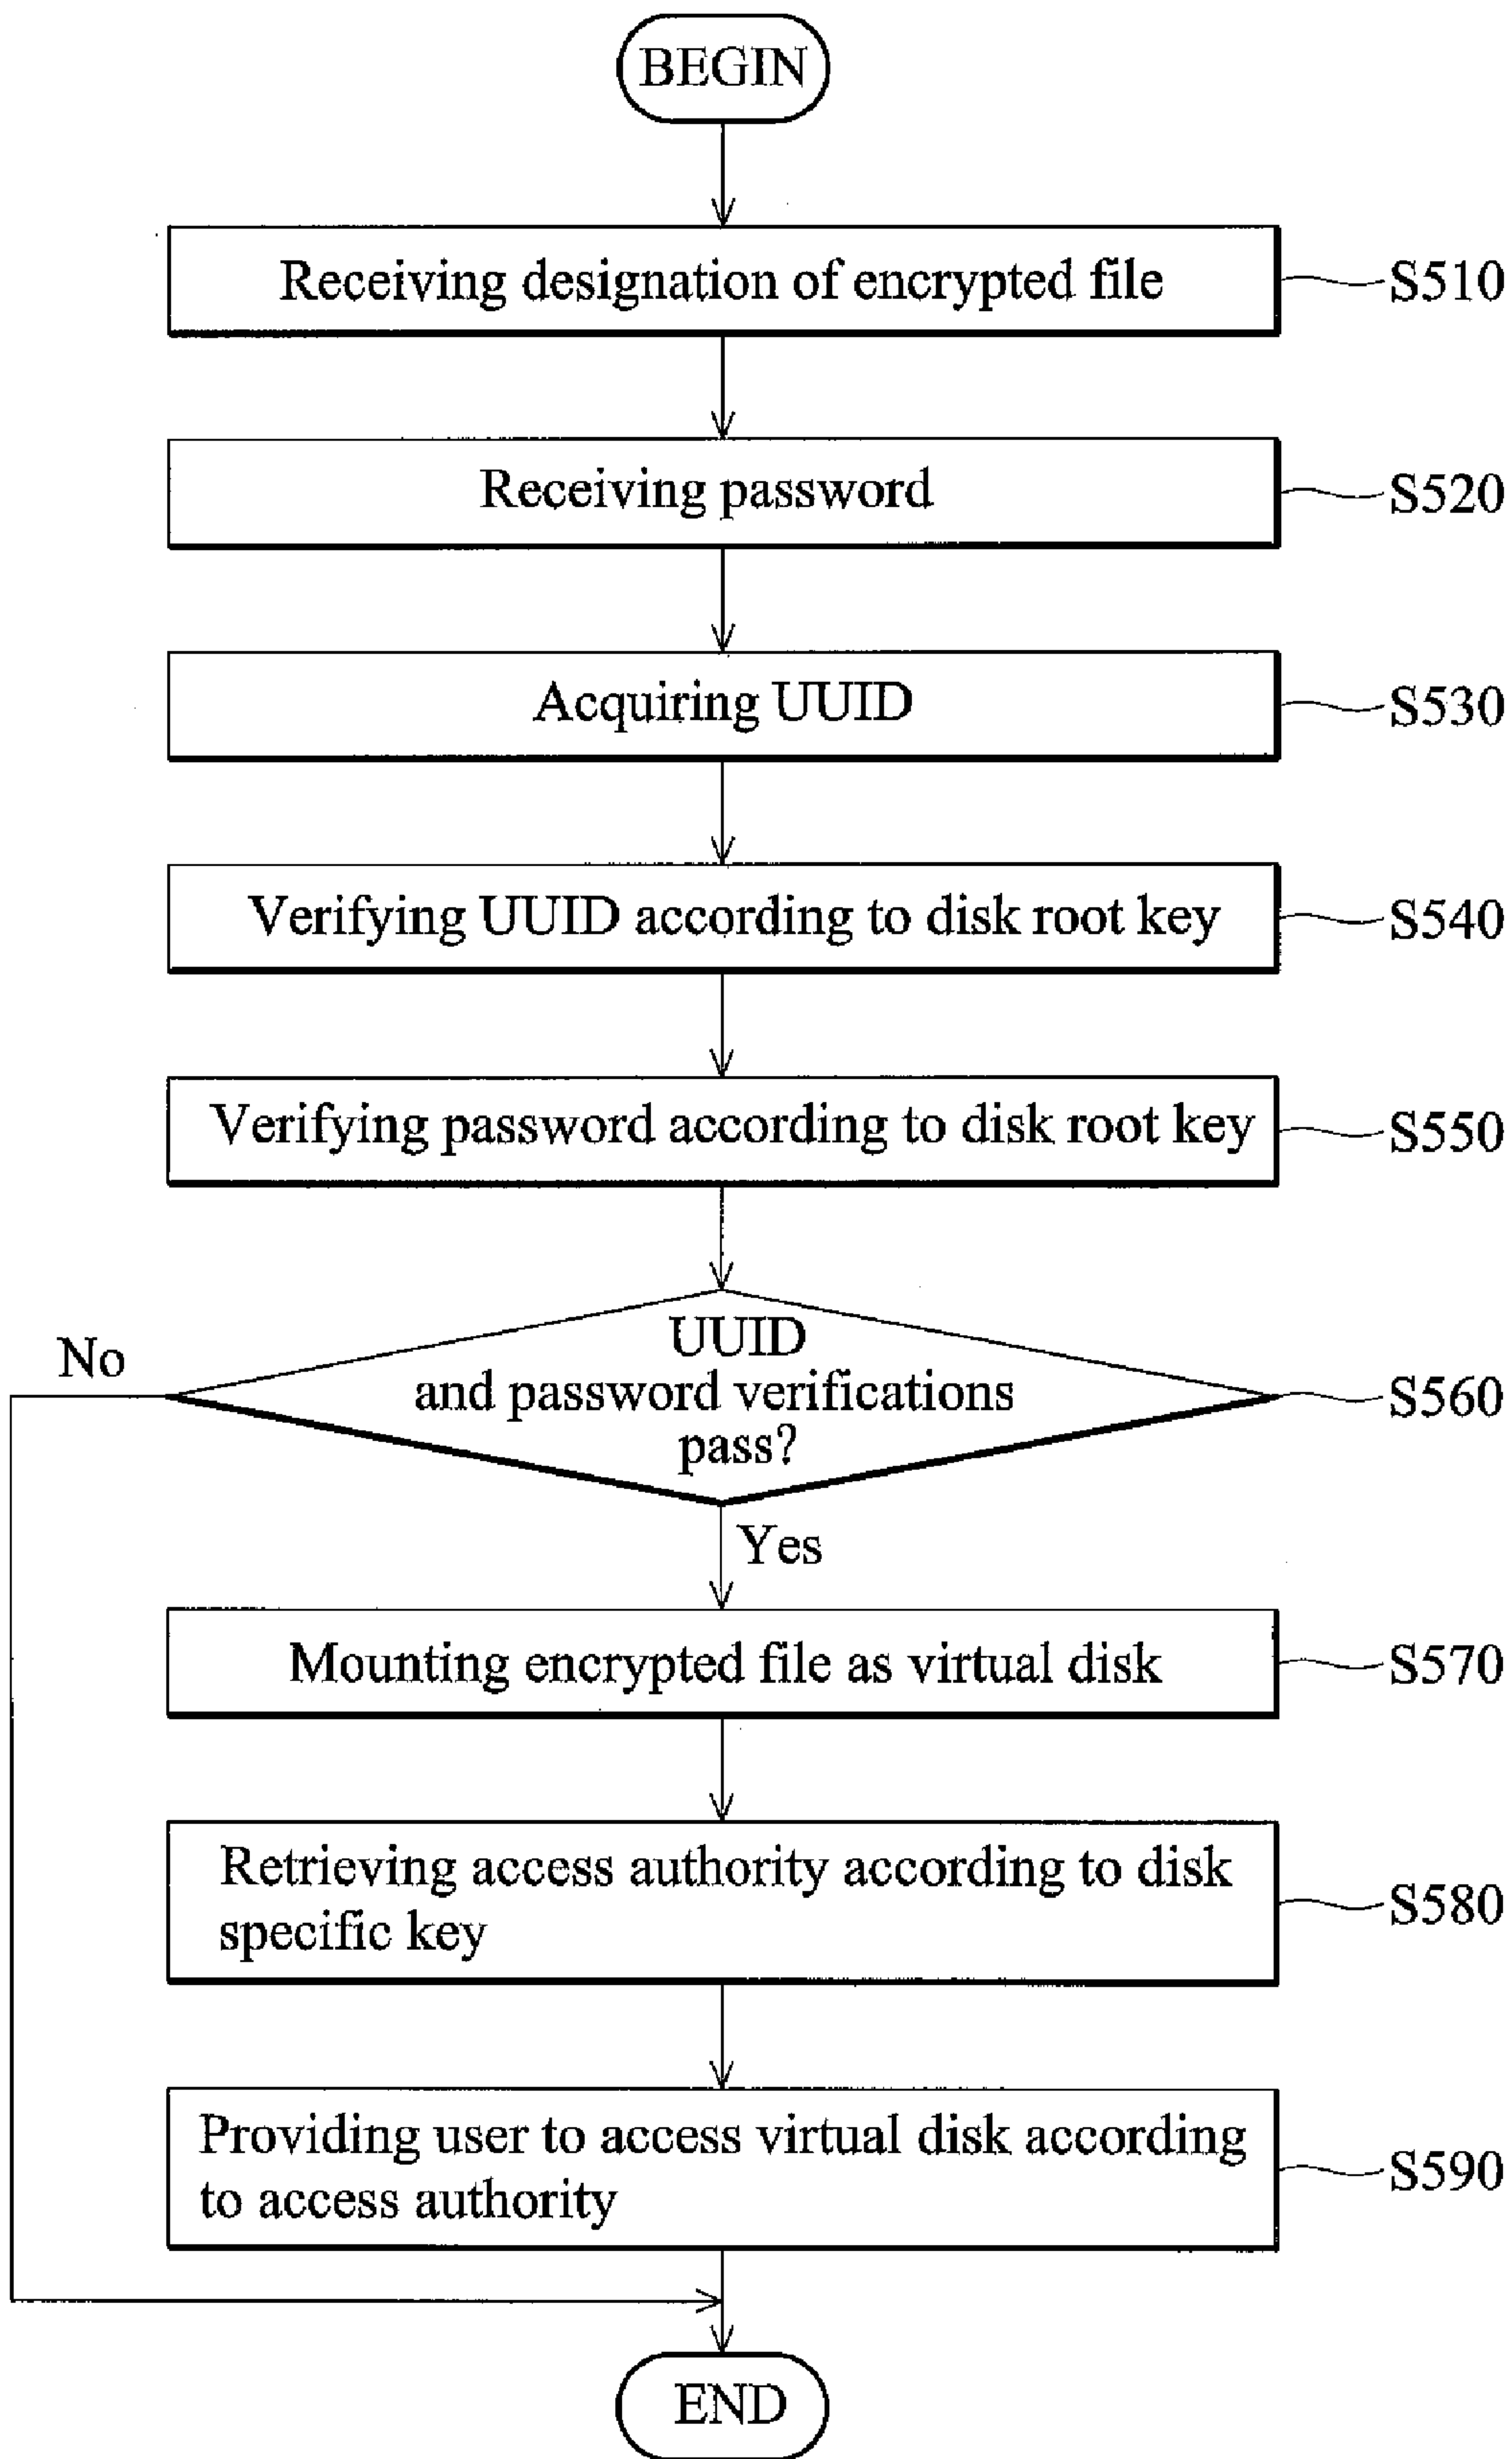 BEGIN
Receiving designation of encrypted file
S510
Receiving password
S520
Acquiring UUID
S530
Verifying UUID according to disk root key
S540
Verifying password according to disk root key
S550
No
UUID
and password verifications
pass?
S560
Yes
Mounting encrypted file as virtual disk
S570
Retrieving access authority according to disk
specific key
S580
Providing user to access virtual disk according
to access authority
S590
END